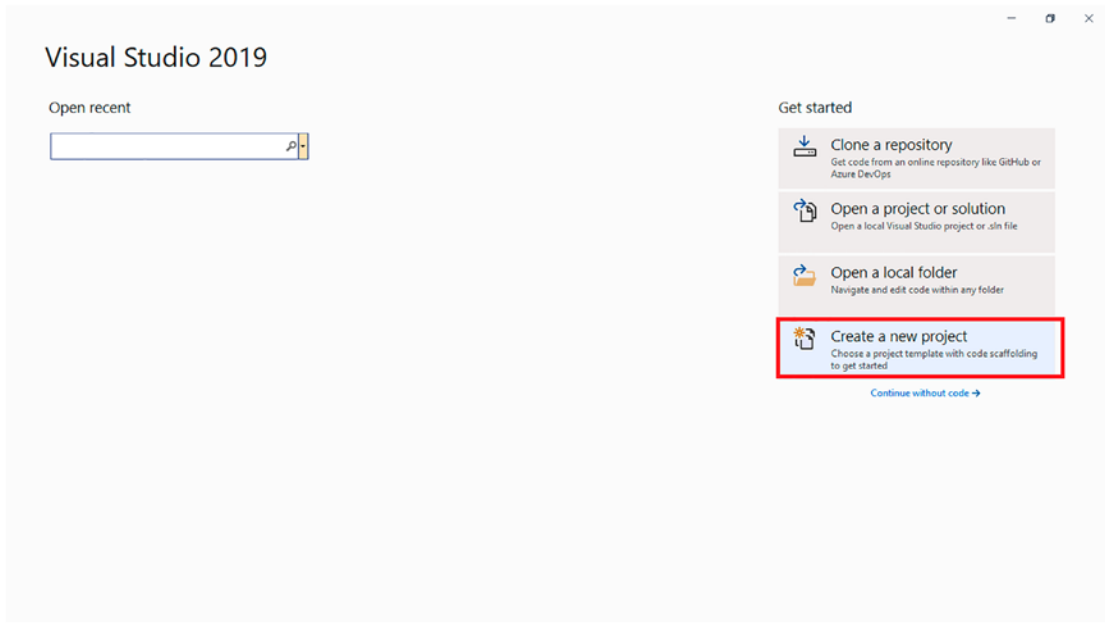 Visual Studio 2019
Open recent
Get started
Clone a repository
Get code from an online repository like GitHub or
Azure DevOps
Open a project or solution
Open a local Visual Studio project or .sln file
Open a local folder
Navigate and edit code within any folder
Create a new project
Choose a project template with code scaffolding
to get started
Continue without code →